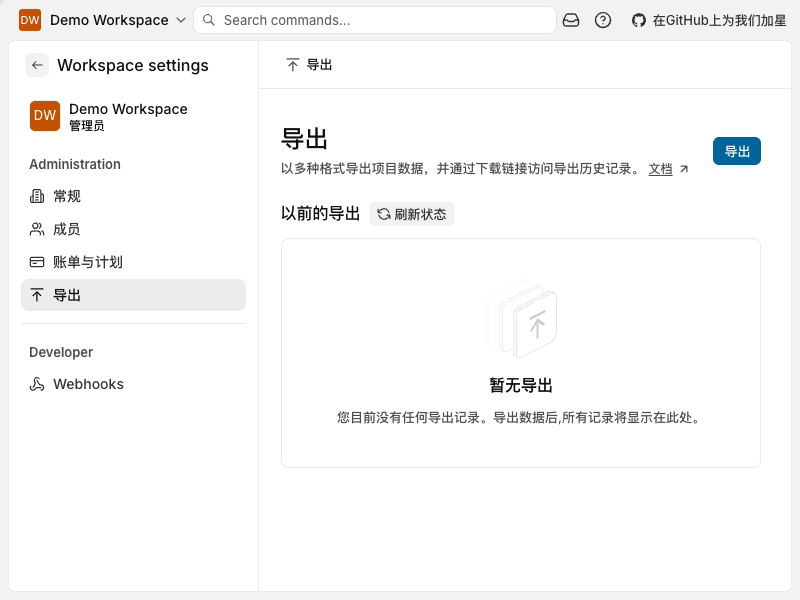 DW Demo Workspace Search commands... 在GitHub上为我们加星
Workspace settings
DW Demo Workspace
管理员
Administration
常规
成员
账单与计划
导出
Developer
Webhooks
导出
导出
以多种格式导出项目数据，并通过下载链接访问导出历史记录。 文档
导出
以前的导出 刷新状态
暂无导出
您目前没有任何导出记录。导出数据后,所有记录将显示在此处。